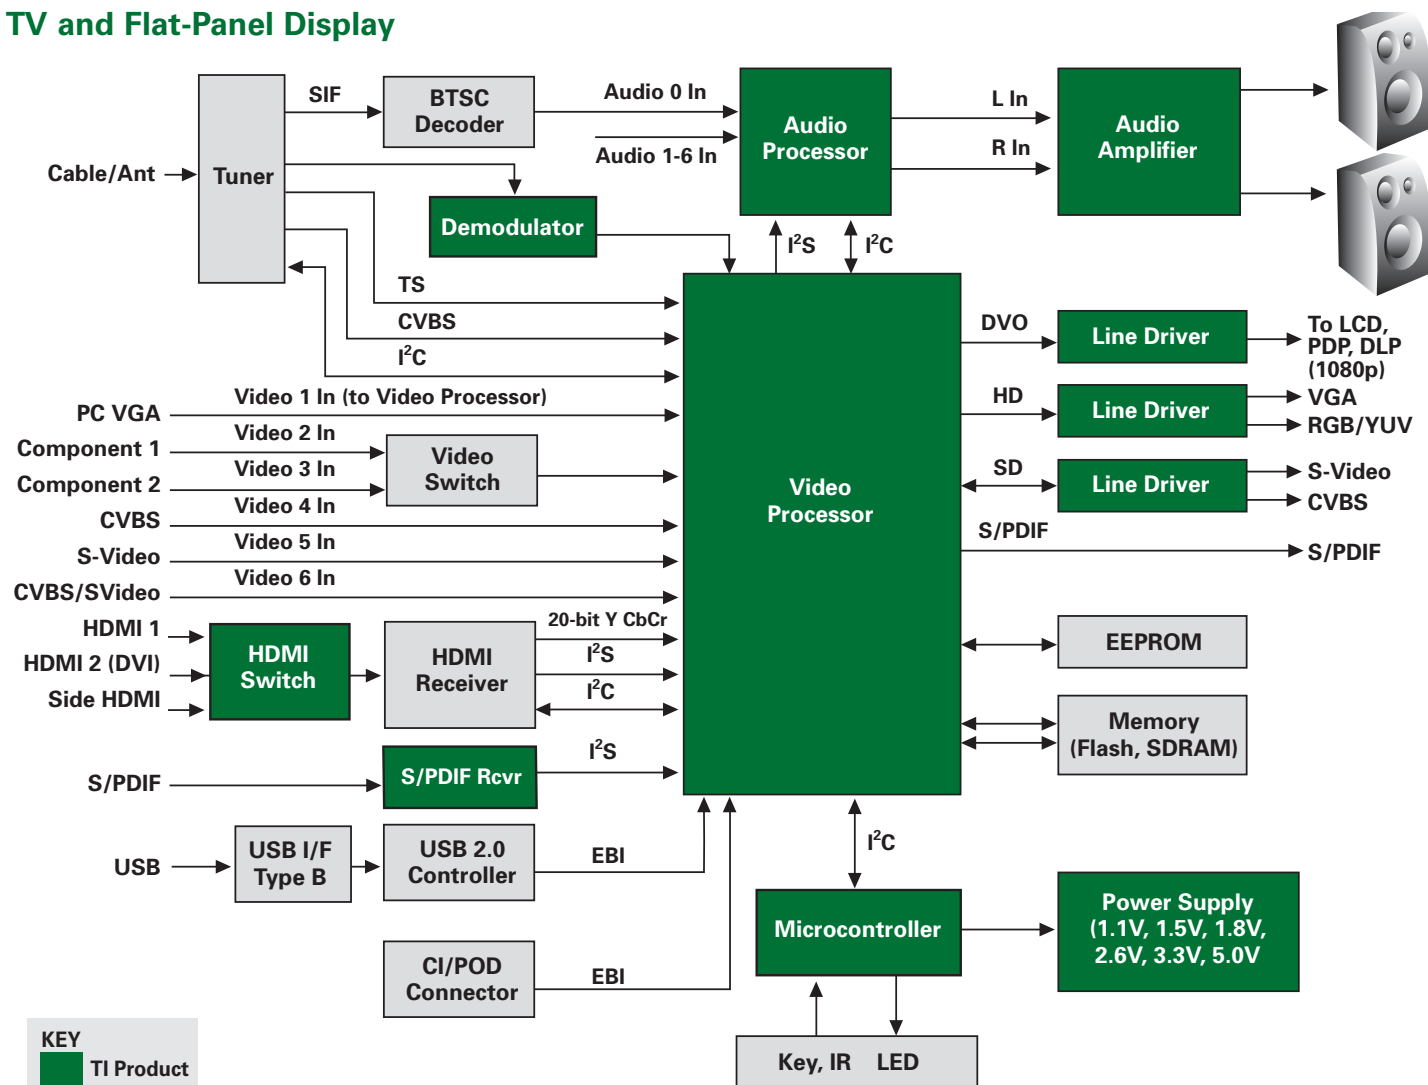 TV and Flat-Panel Display
SIF
BTSC
Decoder
Audio 0 In
Audio 1-6 In
Audio
Processor
L In
R In
Audio
Amplifier
Cable/Ant
Tuner
Demodulator
I²S
I²C
TS
CVBS
I²C
DVO
Line Driver
To LCD,
PDP, DLP
(1080p)
PC VGA
Video 1 In (to Video Processor)
HD
Line Driver
VGA
RGB/YUV
Component 1
Video 2 In
Component 2
Video 3 In
Video
Switch
Video
Processor
SD
Line Driver
S-Video
CVBS
CVBS
Video 4 In
S-Video
Video 5 In
S/PDIF
S/PDIF
CVBS/SVideo
Video 6 In
HDMI 1
HDMI 2 (DVI)
Side HDMI
HDMI
Switch
HDMI
Receiver
20-bit Y CbCr
I²S
I²C
EEPROM
Memory
(Flash, SDRAM)
S/PDIF
S/PDIF Rcvr
I²S
USB
USB I/F
Type B
USB 2.0
Controller
EBI
I²C
Microcontroller
Power Supply
(1.1V, 1.5V, 1.8V,
2.6V, 3.3V, 5.0V
CI/POD
Connector
EBI
Key, IR
LED
KEY
TI Product